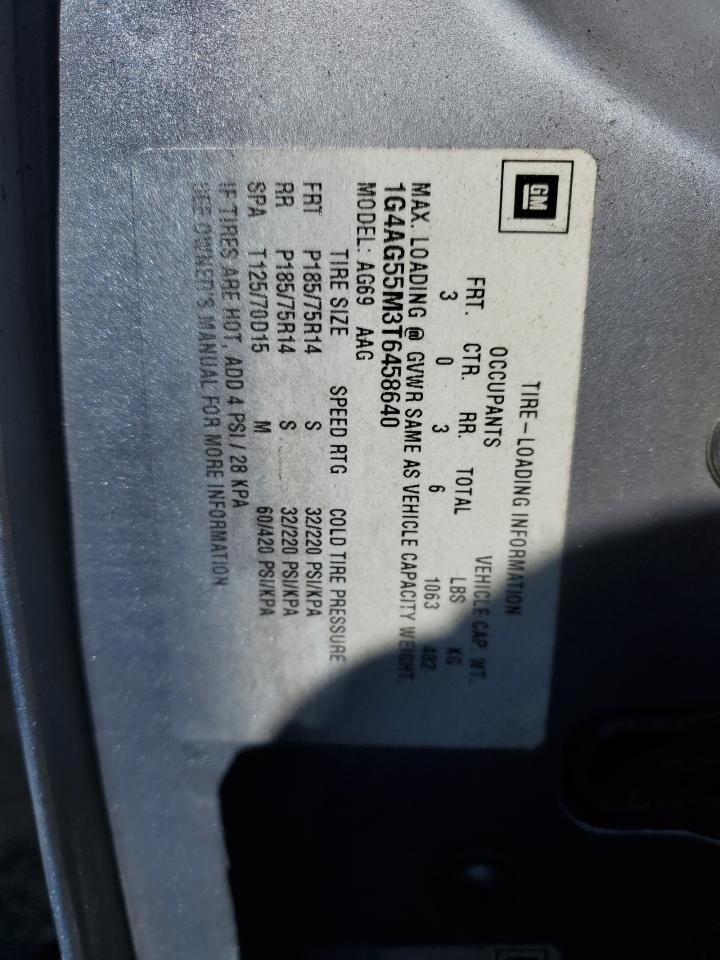 GM
TIRE-LOADING INFORMATION
OCCUPANTS VEHICLE CAP. WT.
FRT. CTR. RR. TOTAL LBS KG
3 0 3 6 1063 482
MAX. LOADING @ GVWR SAME AS VEHICLE CAPACITY WEIGHT.
1G4AG55M3T6458640
MODEL: AG69 AAG
TIRE SIZE SPEED RTG COLD TIRE PRESSURE
FRT P185/75R14 S 32/220 PSI/KPA
RR P185/75R14 S 32/220 PSI/KPA
SPA T125/70D15 M 60/420 PSI/KPA
IF TIRES ARE HOT, ADD 4 PSI / 28 KPA
SEE OWNER'S MANUAL FOR MORE INFORMATION